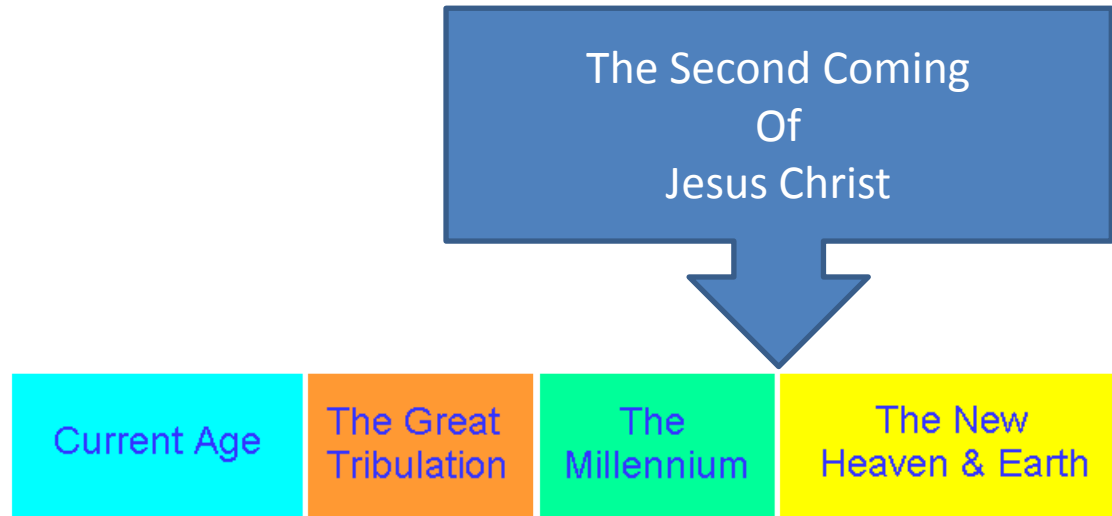 The Second Coming
Of
Jesus Christ
Current Age
The Great
Tribulation
The
Millennium
The New
Heaven & Earth